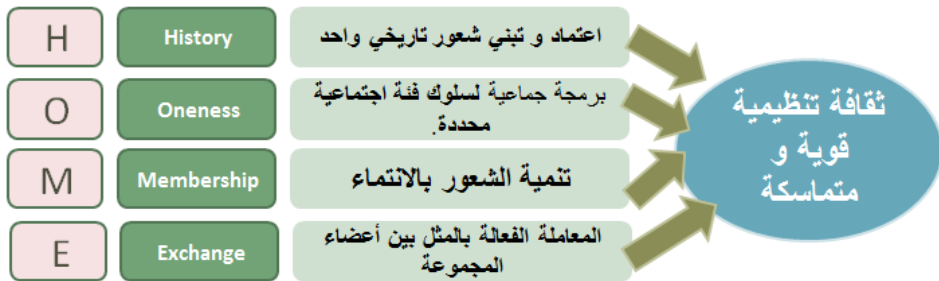 H
History
اعتماد و تبني شعور تاريخي واحد
O
Oneness
برمجة جماعية لسلوك فئة اجتماعية
محددة.
M
Membership
تنمية الشعور بالانتماء
E
Exchange
المعاملة الفعالة بالمثل بين أعضاء
المجموعة
ثقافة تنظيمية
قوية و
متماسكة